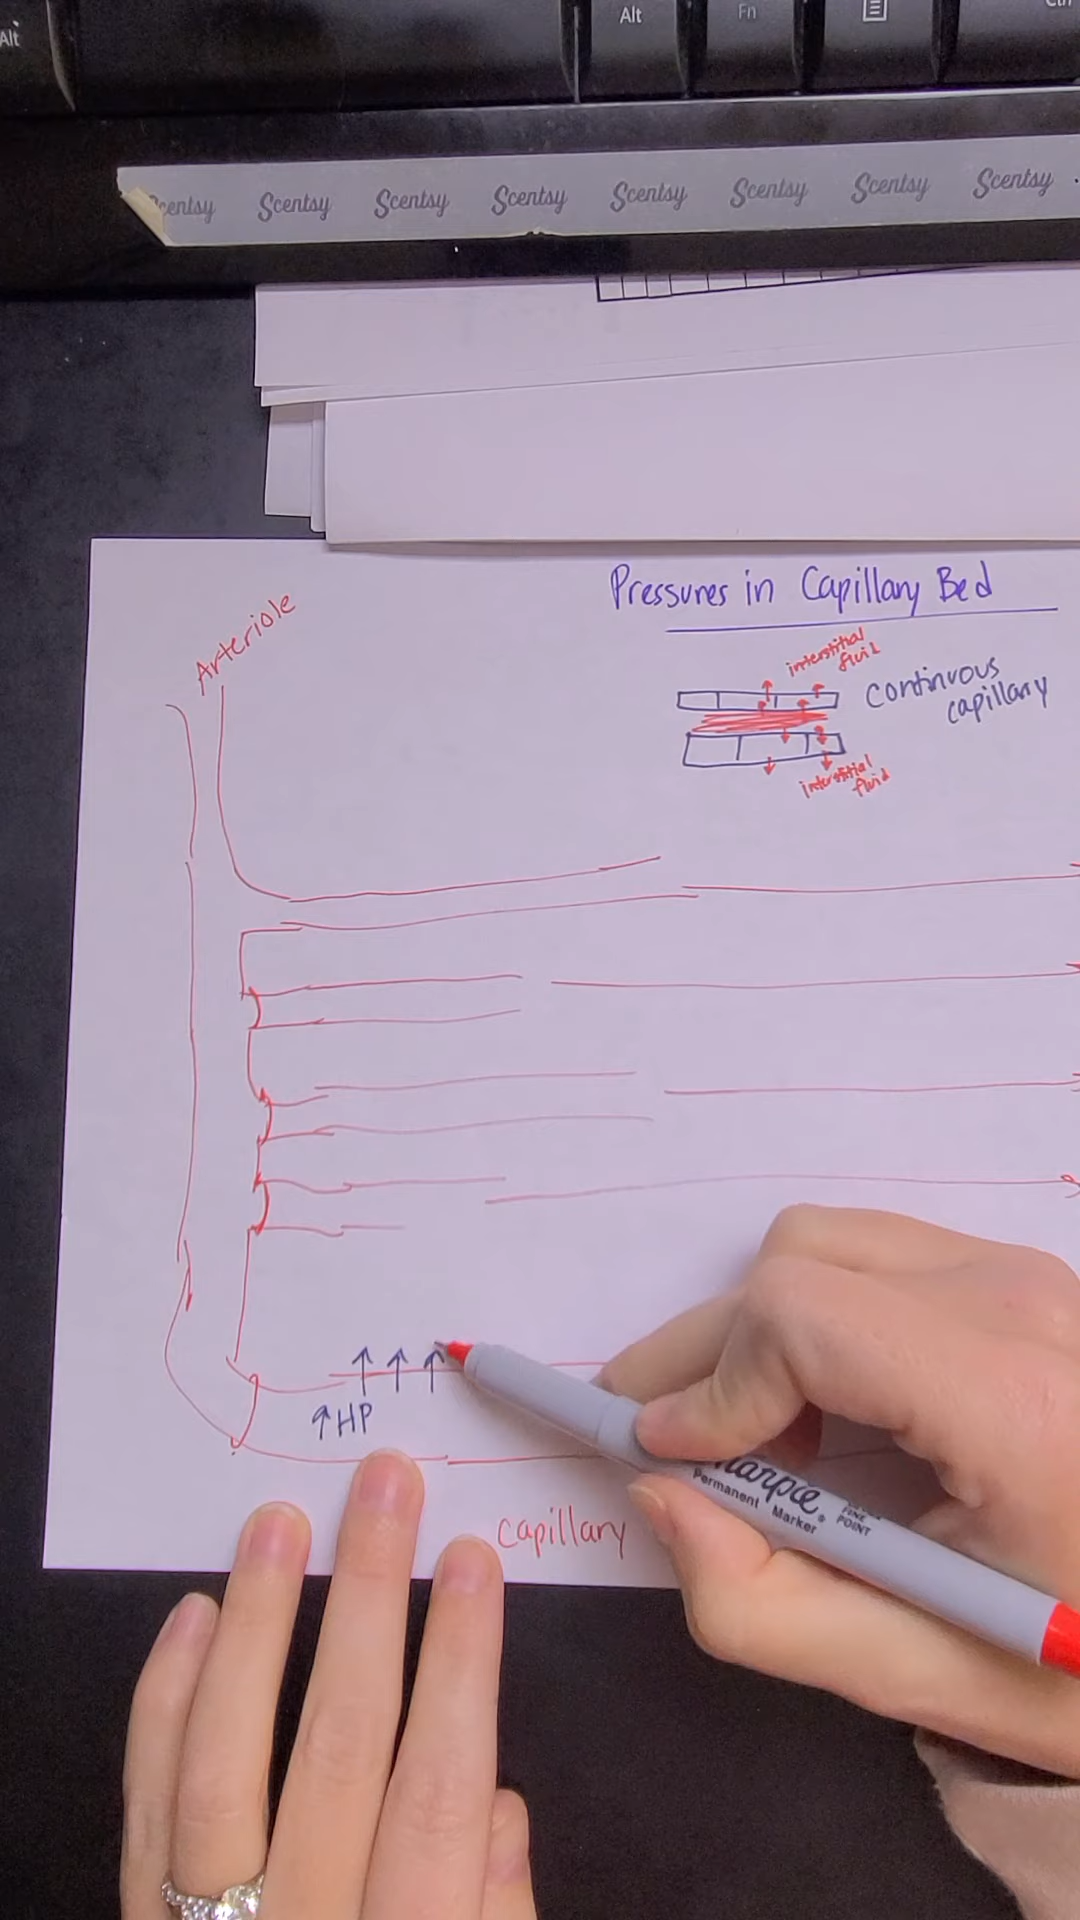 Alt
Alt
Fn
Scentsy Scentsy Scentsy Scentsy Scentsy Scentsy Scentsy Scentsy
Pressures in Capillary Bed
Arteriole
interstitial
fluid
continuous
capillary
interstitial
fluid
↑HP
Sharpie
Permanent Marker
FINE
POINT
Capillary